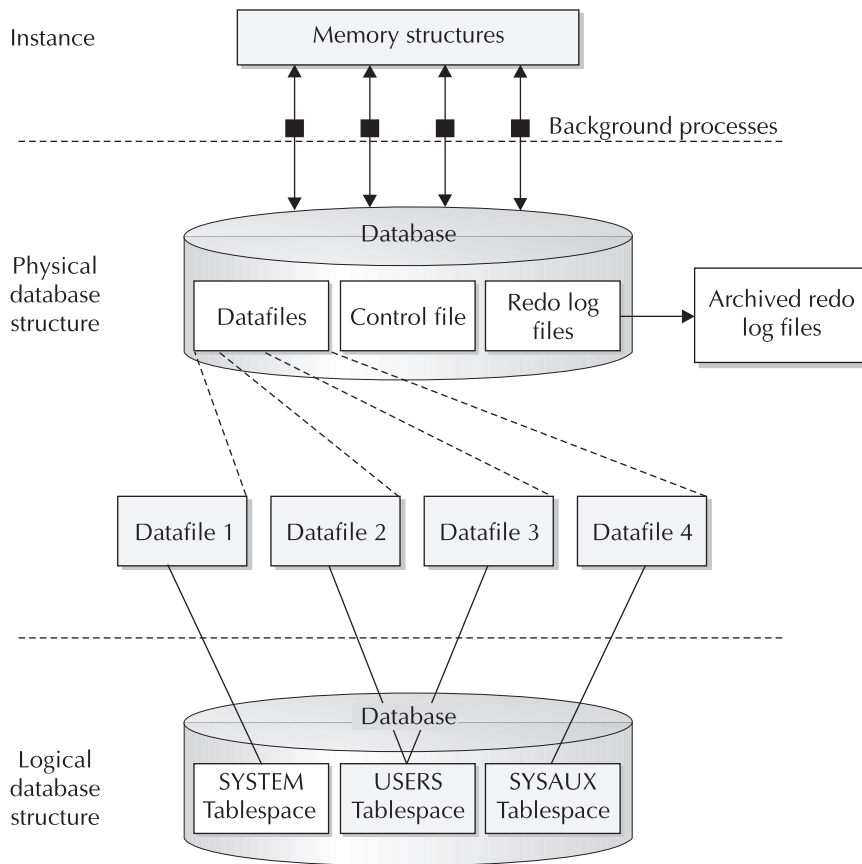 Instance
Memory structures
Background processes
Database
Physical
database
structure
Datafiles
Control file
Redo log
files
Archived redo
log files
Datafile 1
Datafile 2
Datafile 3
Datafile 4
Database
Logical
database
structure
SYSTEM
Tablespace
USERS
Tablespace
SYSAUX
Tablespace